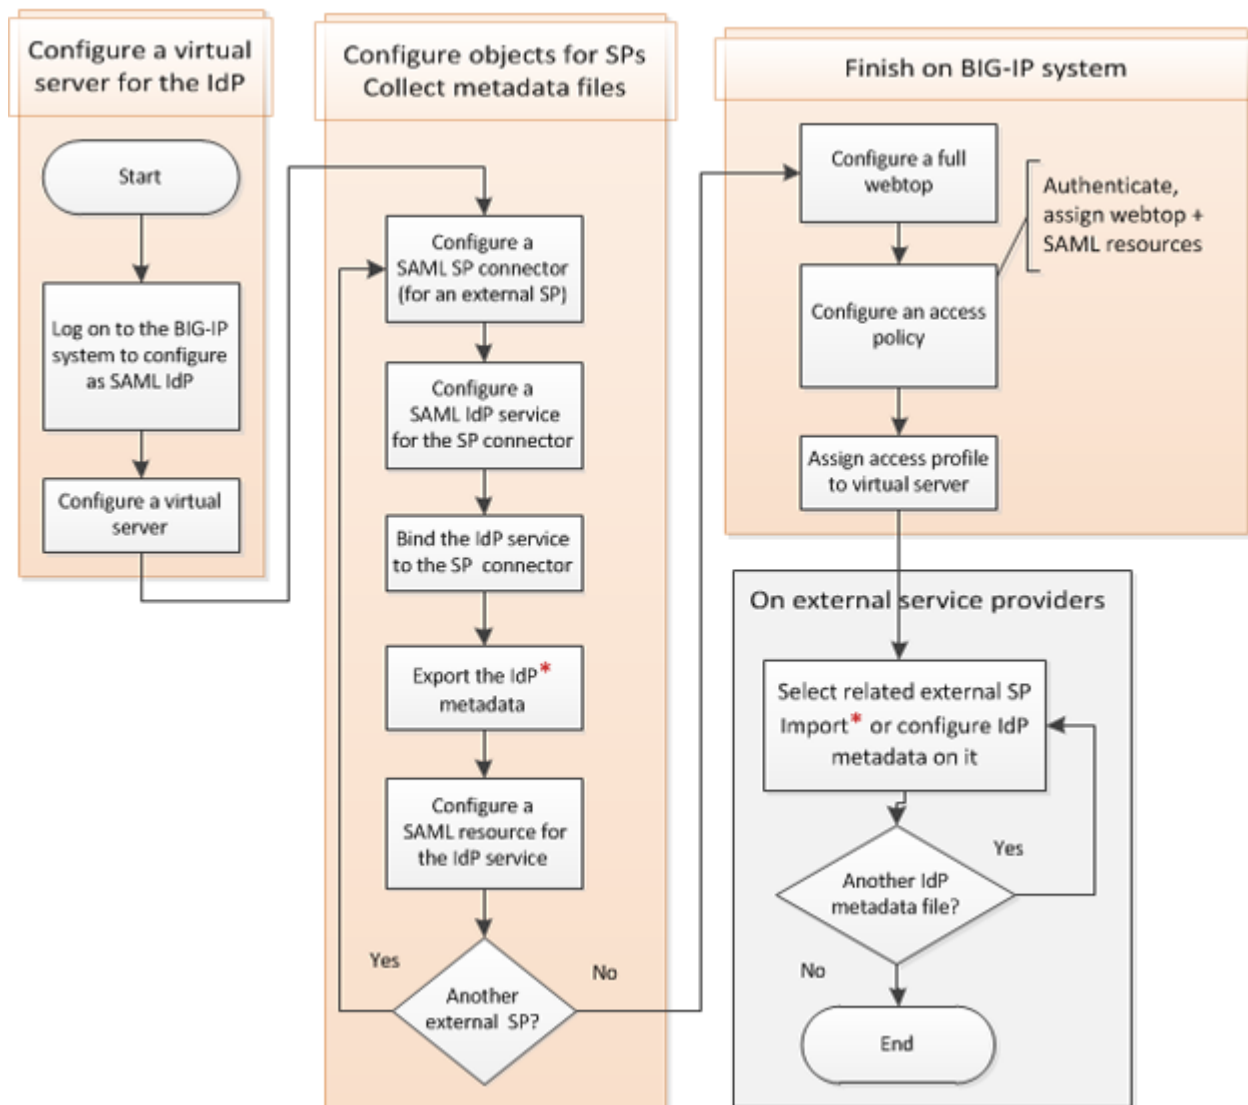 Configure a virtual
server for the IdP
Start
Log on to the BIG-IP
system to configure
as SAML IdP
Configure a virtual
server
Configure objects for SPs
Collect metadata files
Configure a
SAML SP connector
(for an external SP)
Configure a
SAML IdP service
for the SP connector
Bind the IdP service
to the SP connector
Export the IdP*
metadata
Configure a
SAML resource for
the IdP service
Yes
No
Another
external SP?
Finish on BIG-IP system
Configure a full
webtop
Authenticate,
assign webtop +
SAML resources
Configure an access
policy
Assign access profile
to virtual server
On external service providers
Select related external SP
Import* or configure IdP
metadata on it
Yes
Another IdP
metadata file?
No
End